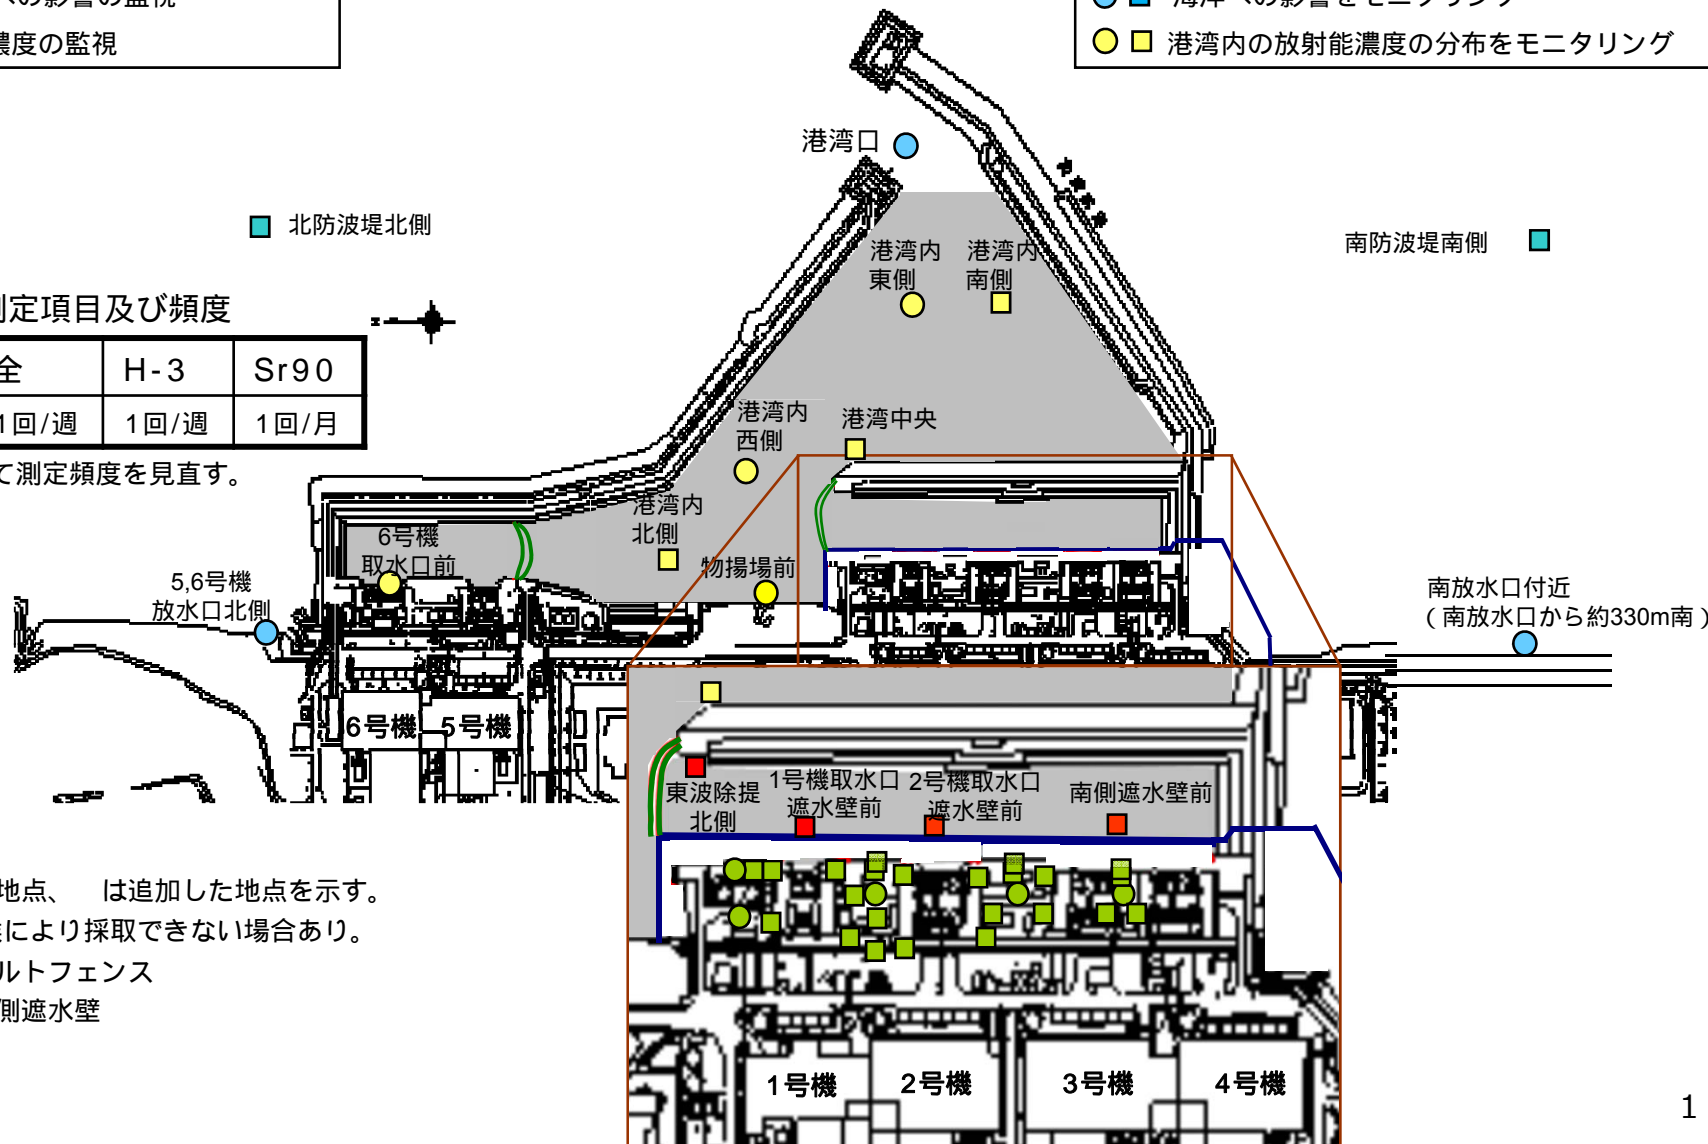 への影響の監視
濃度の監視
海洋への影響をモニタリング
港湾内の放射能濃度の分布をモニタリング
港湾口
北防波堤北側
南防波堤南側
港湾内
東側
港湾内
南側
測定項目及び頻度
全
H-3
Sr90
1回/週
1回/週
1回/月
て測定頻度を見直す。
港湾内
西側
港湾中央
港湾内
北側
6号機
取水口前
物揚場前
5,6号機
放水口北側
南放水口付近
(南放水口から約330m南)
6号機
5号機
東波除堤
北側
1号機取水口
遮水壁前
2号機取水口
遮水壁前
南側遮水壁前
地点、 は追加した地点を示す。
により採取できない場合あり。
ルトフェンス
側遮水壁
1号機
2号機
3号機
4号機
1